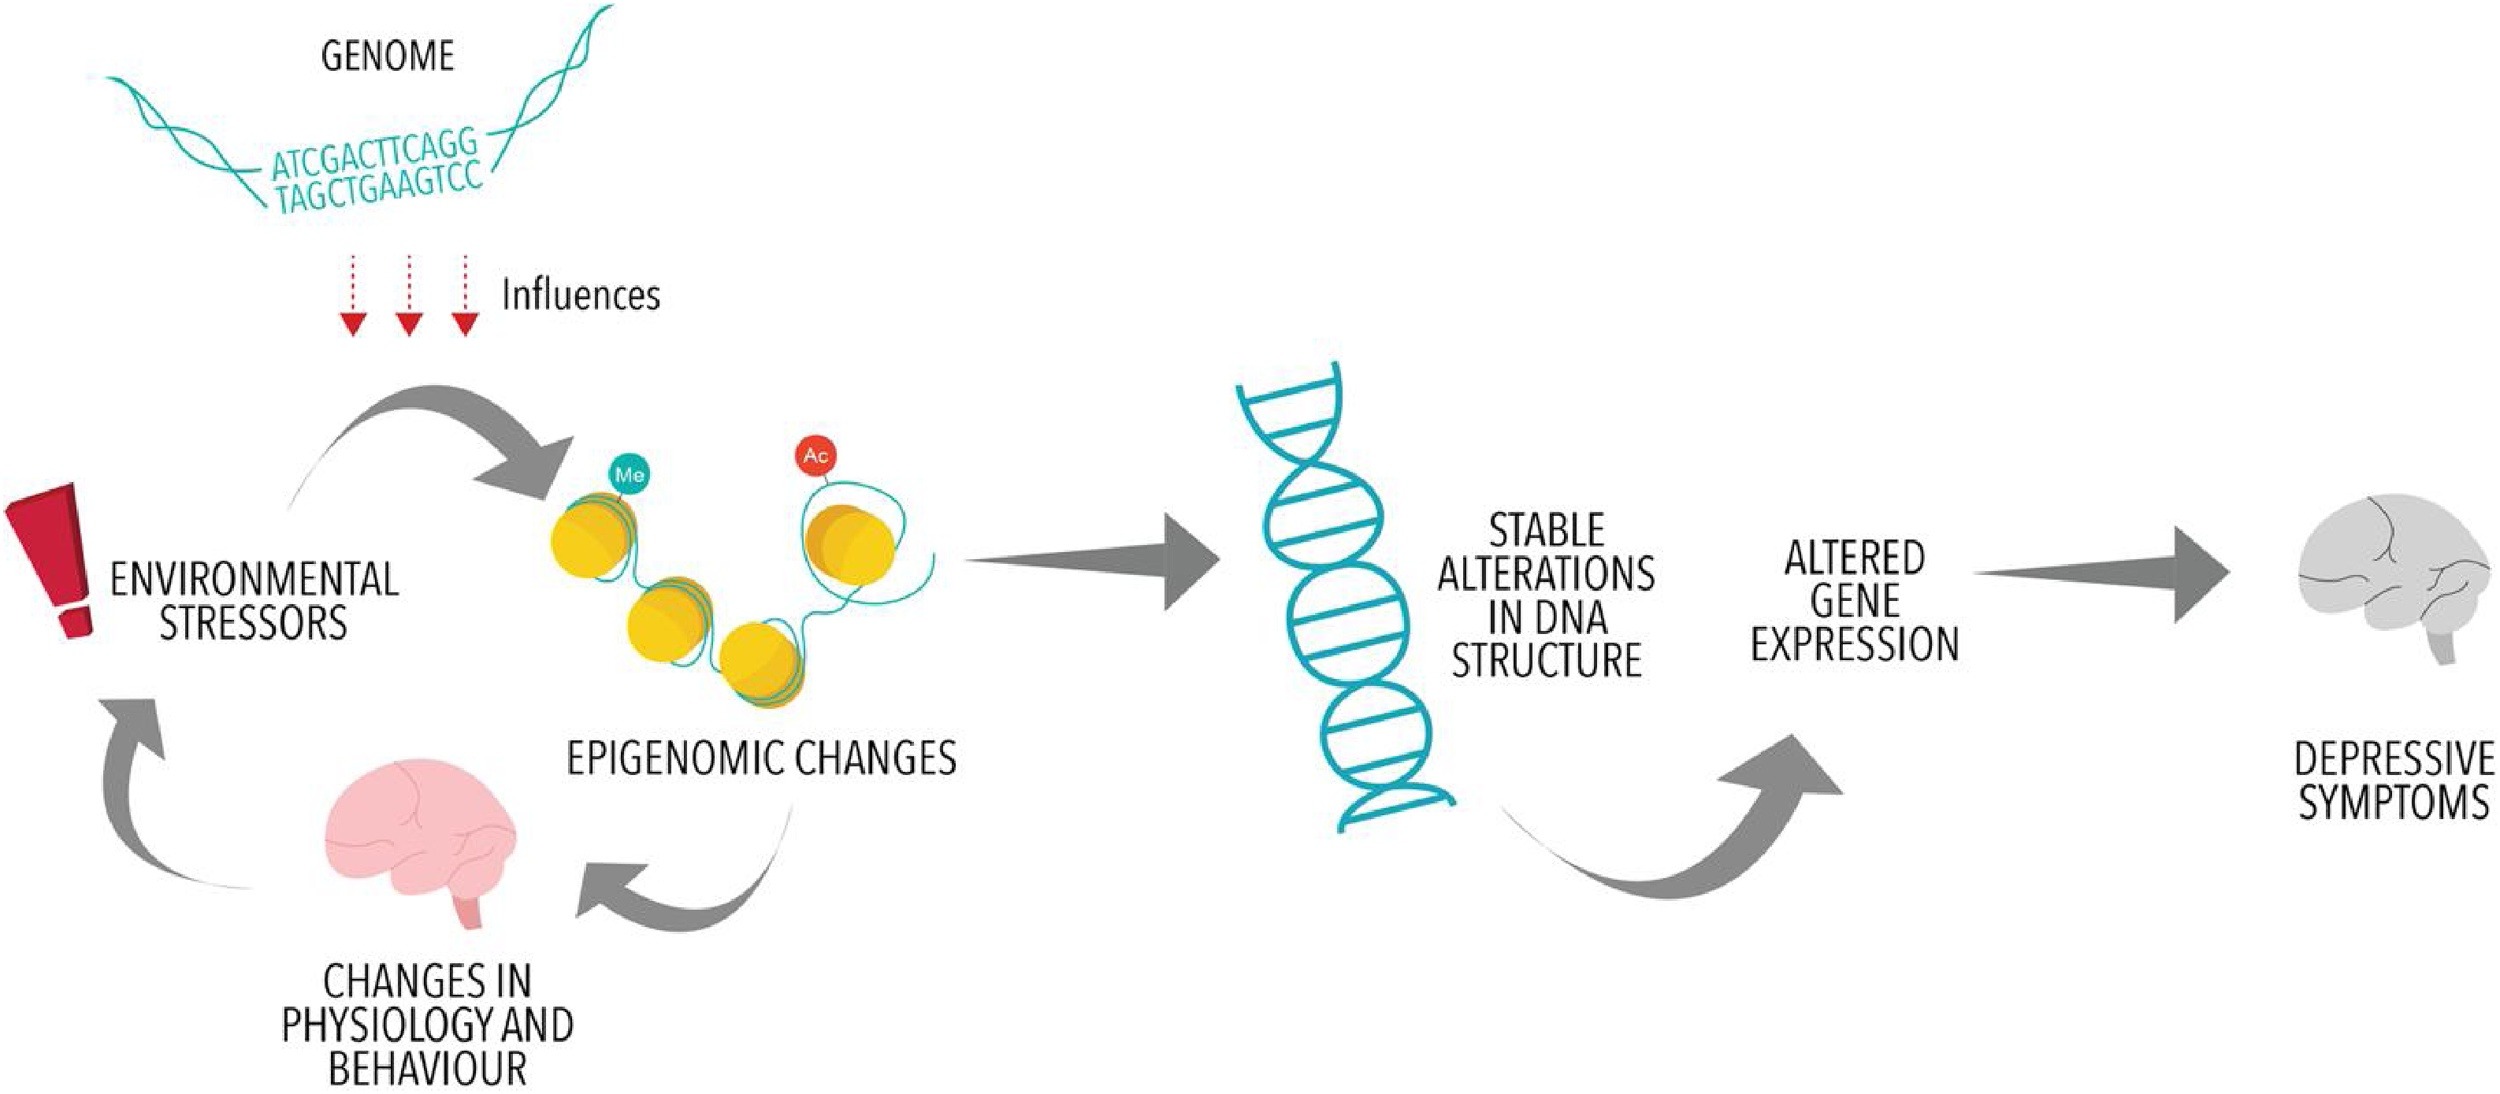 GENOME
ATCGACTTCAGG
TAGCTGAAGTCC
Influences
ENVIRONMENTAL
STRESSORS
Me
Ac
EPIGENOMIC CHANGES
CHANGES IN
PHYSIOLOGY AND
BEHAVIOUR
STABLE
ALTERATIONS
IN DNA
STRUCTURE
ALTERED
GENE
EXPRESSION
DEPRESSIVE
SYMPTOMS